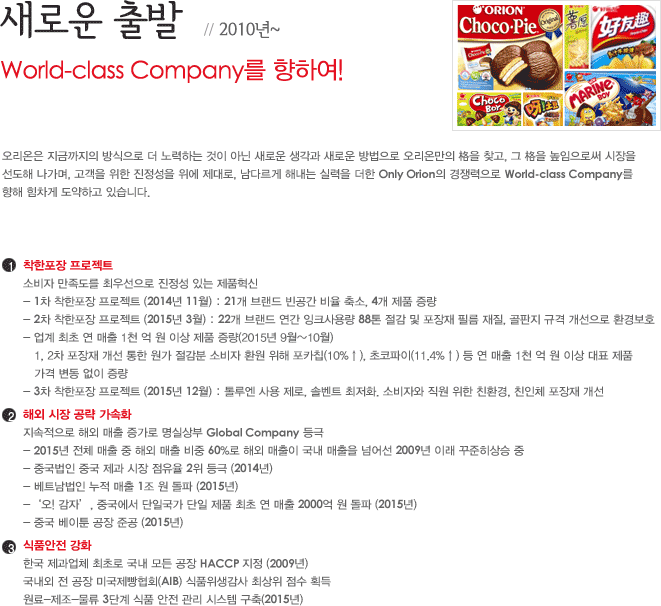 새로운 출발 // 2010년~
World-class Company를 향하여!
ORION
Choco·Pie
Original
好友趣
CHOCO BOY
MARINE BOY
오리온은 지금까지의 방식으로 더 노력하는 것이 아닌 새로운 생각과 새로운 방법으로 오리온만의 格을 찾고, 그 格을 높임으로써 시장을
선도해 나가며, 고객을 위한 진정성을 위에 제대로, 남다르게 해내는 실력을 더한 Only Orion의 경쟁력으로 World-class Company를
향해 힘차게 도약하고 있습니다.
1 착한포장 프로젝트
소비자 만족도를 최우선으로 진정성 있는 제품혁신
- 1차 착한포장 프로젝트 (2014년 11월) : 21개 브랜드 빈공간 비율 축소, 4개 제품 증량
- 2차 착한포장 프로젝트 (2015년 3월) : 22개 브랜드 연간 잉크사용량 88톤 절감 및 포장재 필름 재질, 골판지 규격 개선으로 환경보호
- 업계 최초 연 매출 1천 억 원 이상 제품 증량(2015년 9월~10월)
1, 2차 포장재 개선 통한 원가 절감분 소비자 환원 위해 포카칩(10%↑), 초코파이(11.4%↑) 등 연 매출 1천 억 원 이상 대표 제품
가격 변동 없이 증량
- 3차 착한포장 프로젝트 (2015년 12월) : 톨루엔 사용 제로, 솔벤트 최저화. 소비자와 직원 위한 친환경, 친인체 포장재 개선
2 해외 시장 공략 가속화
지속적으로 해외 매출 증가로 명실상부 Global Company 등극
- 2015년 전체 매출 중 해외 매출 비중 60%로 해외 매출이 국내 매출을 넘어선 2009년 이래 꾸준히상승 중
- 중국법인 중국 제과 시장 점유율 2위 등극 (2014년)
- 베트남법인 누적 매출 1조 원 돌파 (2015년)
- ‘오! 감자’, 중국에서 단일국가 단일 제품 최초 연 매출 2000억 원 돌파 (2015년)
- 중국 베이툰 공장 준공 (2015년)
3 식품안전 강화
한국 제과업체 최초로 국내 모든 공장 HACCP 지정 (2009년)
국내외 전 공장 미국제빵협회(AIB) 식품위생감사 최상위 점수 획득
원료-제조-물류 3단계 식품 안전 관리 시스템 구축(2015년)